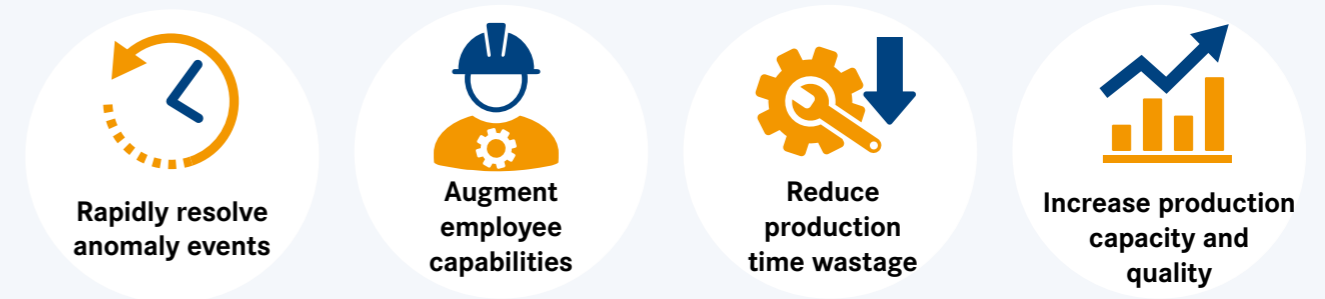 Rapidly resolve
anomaly events
Augment
employee
capabilities
Reduce
production
time wastage
Increase production
capacity and
quality